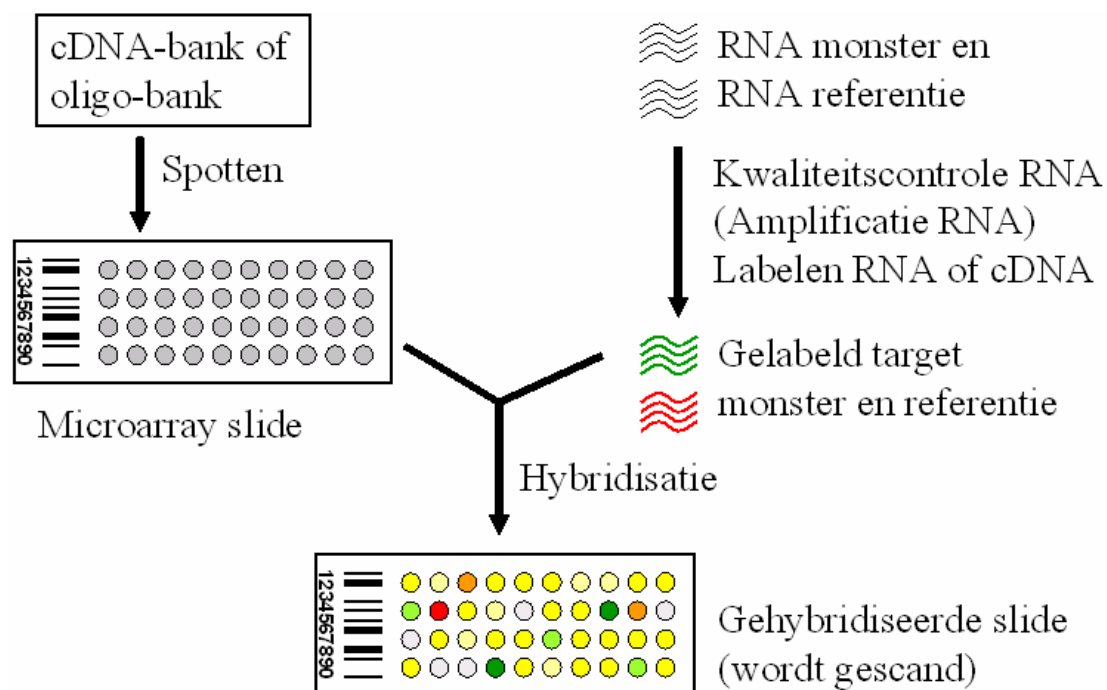 cDNA-bank of
oligo-bank
RNA monster en
RNA referentie
Spotten
Kwaliteitscontrole RNA
(Amplificatie RNA)
Labelen RNA of cDNA
1234567890
Microarray slide
Gelabeld target
monster en referentie
Hybridisatie
1234567890
Gehybridiseerde slide
(wordt gescand)